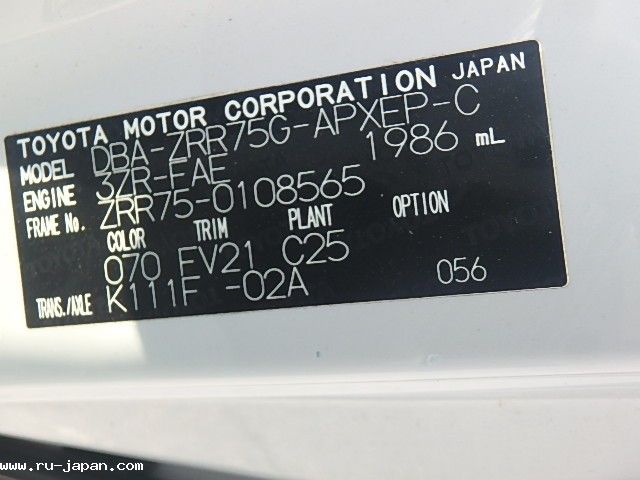 TOYOTA MOTOR CORPORATION JAPAN
MODEL DBA-ZRR75G-APXEP-C
ENGINE 3ZR-FAE 1986 mL
FRAME No. ZRR75-0108565
COLOR TRIM PLANT OPTION
070 FV21 C25
TRANS./AXLE K111F -02A 056
www.ru-japan.com